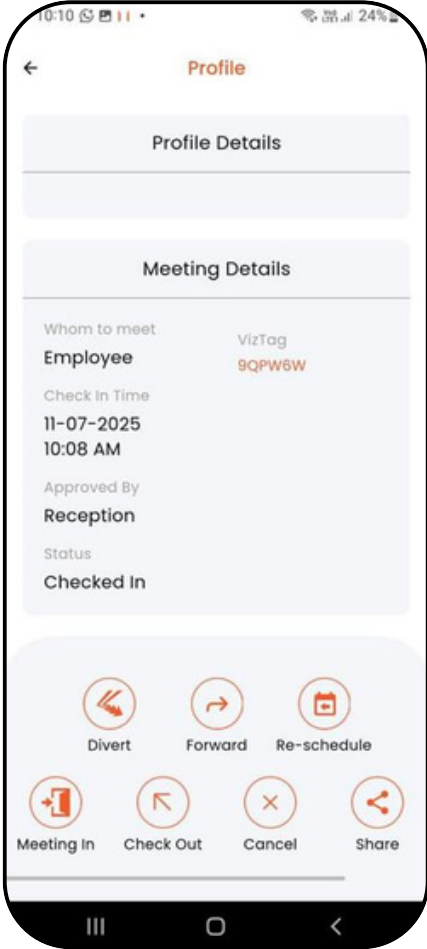 10:10 24%
Profile
Profile Details
Meeting Details
Whom to meet
Employee
VizTag
9QPW6W
Check In Time
11-07-2025
10:08 AM
Approved By
Reception
Status
Checked In
Divert Forward Re-schedule
Meeting In Check Out Cancel Share